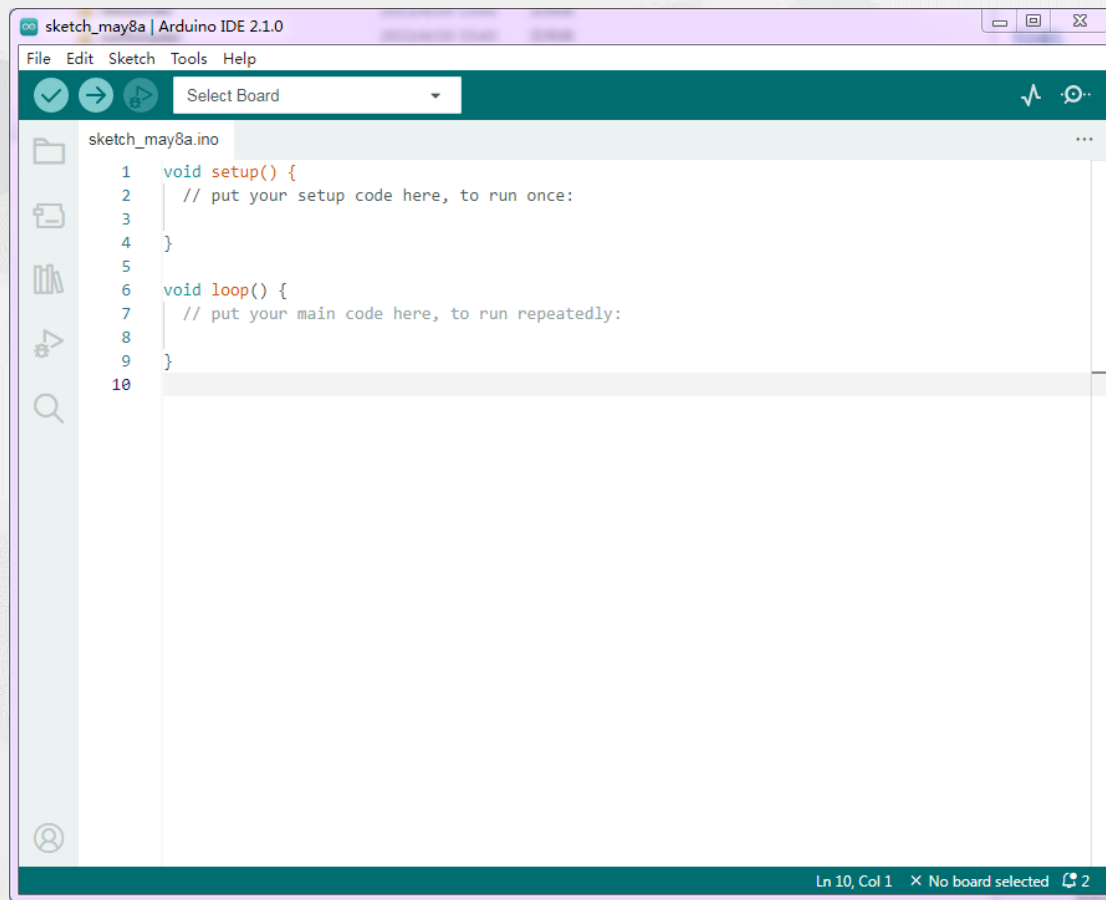 sketch_may8a | Arduino IDE 2.1.0
File Edit Sketch Tools Help
Select Board
sketch_may8a.ino
1 void setup() {
2 // put your setup code here, to run once:
3
4 }
5
6 void loop() {
7 // put your main code here, to run repeatedly:
8
9 }
10
Ln 10, Col 1 × No board selected 2